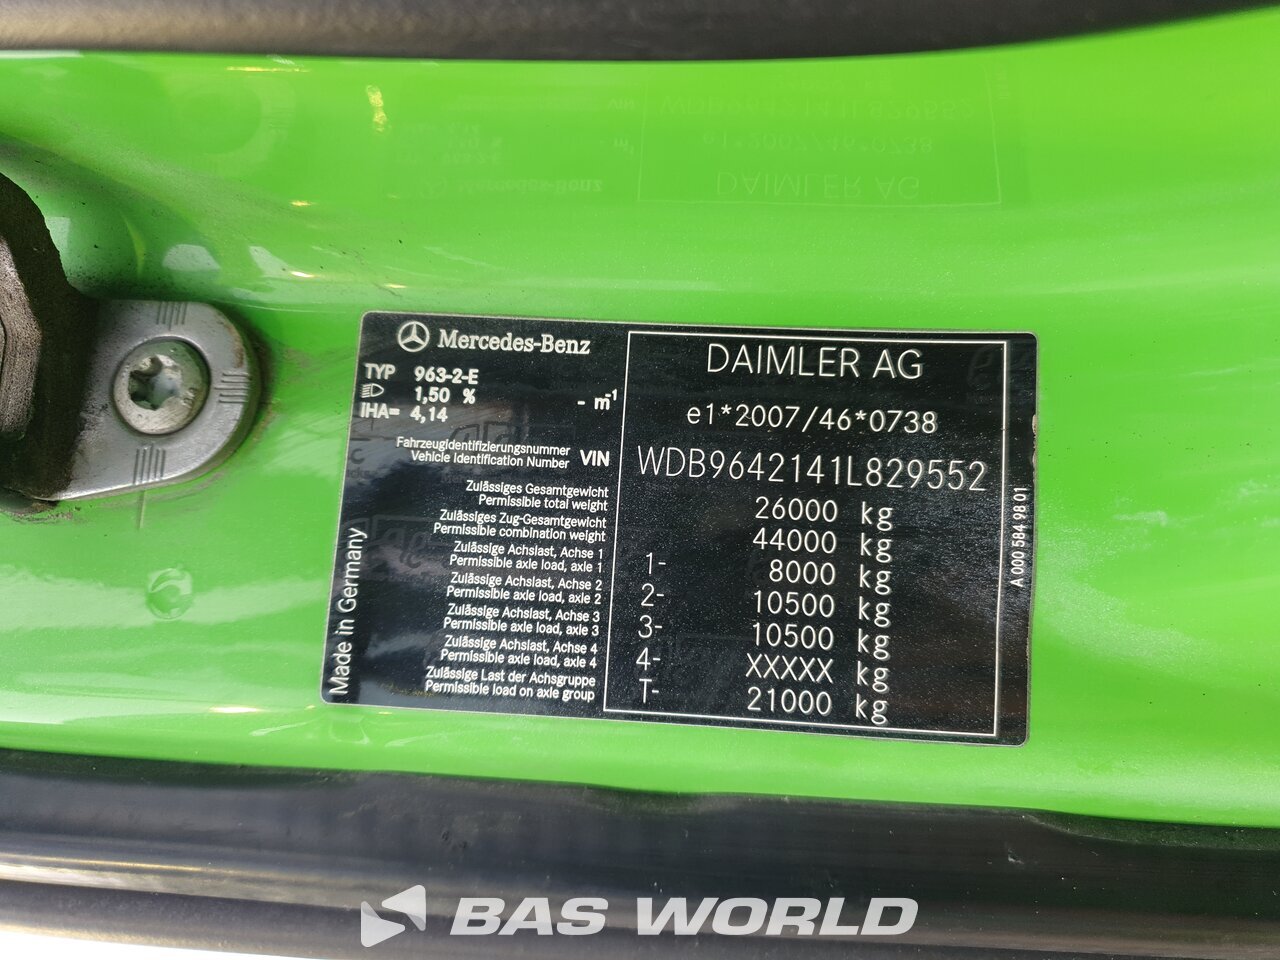 Mercedes-Benz
TYP 963-2-E
1,50 % - m⁻¹
IHA= 4,14
DAIMLER AG
e1*2007/46*0738
Fahrzeugidentifizierungsnummer
Vehicle Identification Number VIN WDB9642141L829552
Zulässiges Gesamtgewicht
Permissible total weight 26000 kg
Zulässiges Zug-Gesamtgewicht
Permissible combination weight 44000 kg
Zulässige Achslast, Achse 1
Permissible axle load, axle 1 1- 8000 kg
Zulässige Achslast, Achse 2
Permissible axle load, axle 2 2- 10500 kg
Zulässige Achslast, Achse 3
Permissible axle load, axle 3 3- 10500 kg
Zulässige Achslast, Achse 4
Permissible axle load, axle 4 4- XXXXX kg
Zulässige Last der Achsgruppe
Permissible load on axle group T- 21000 kg
Made in Germany
A 000 584 98 01
BAS WORLD